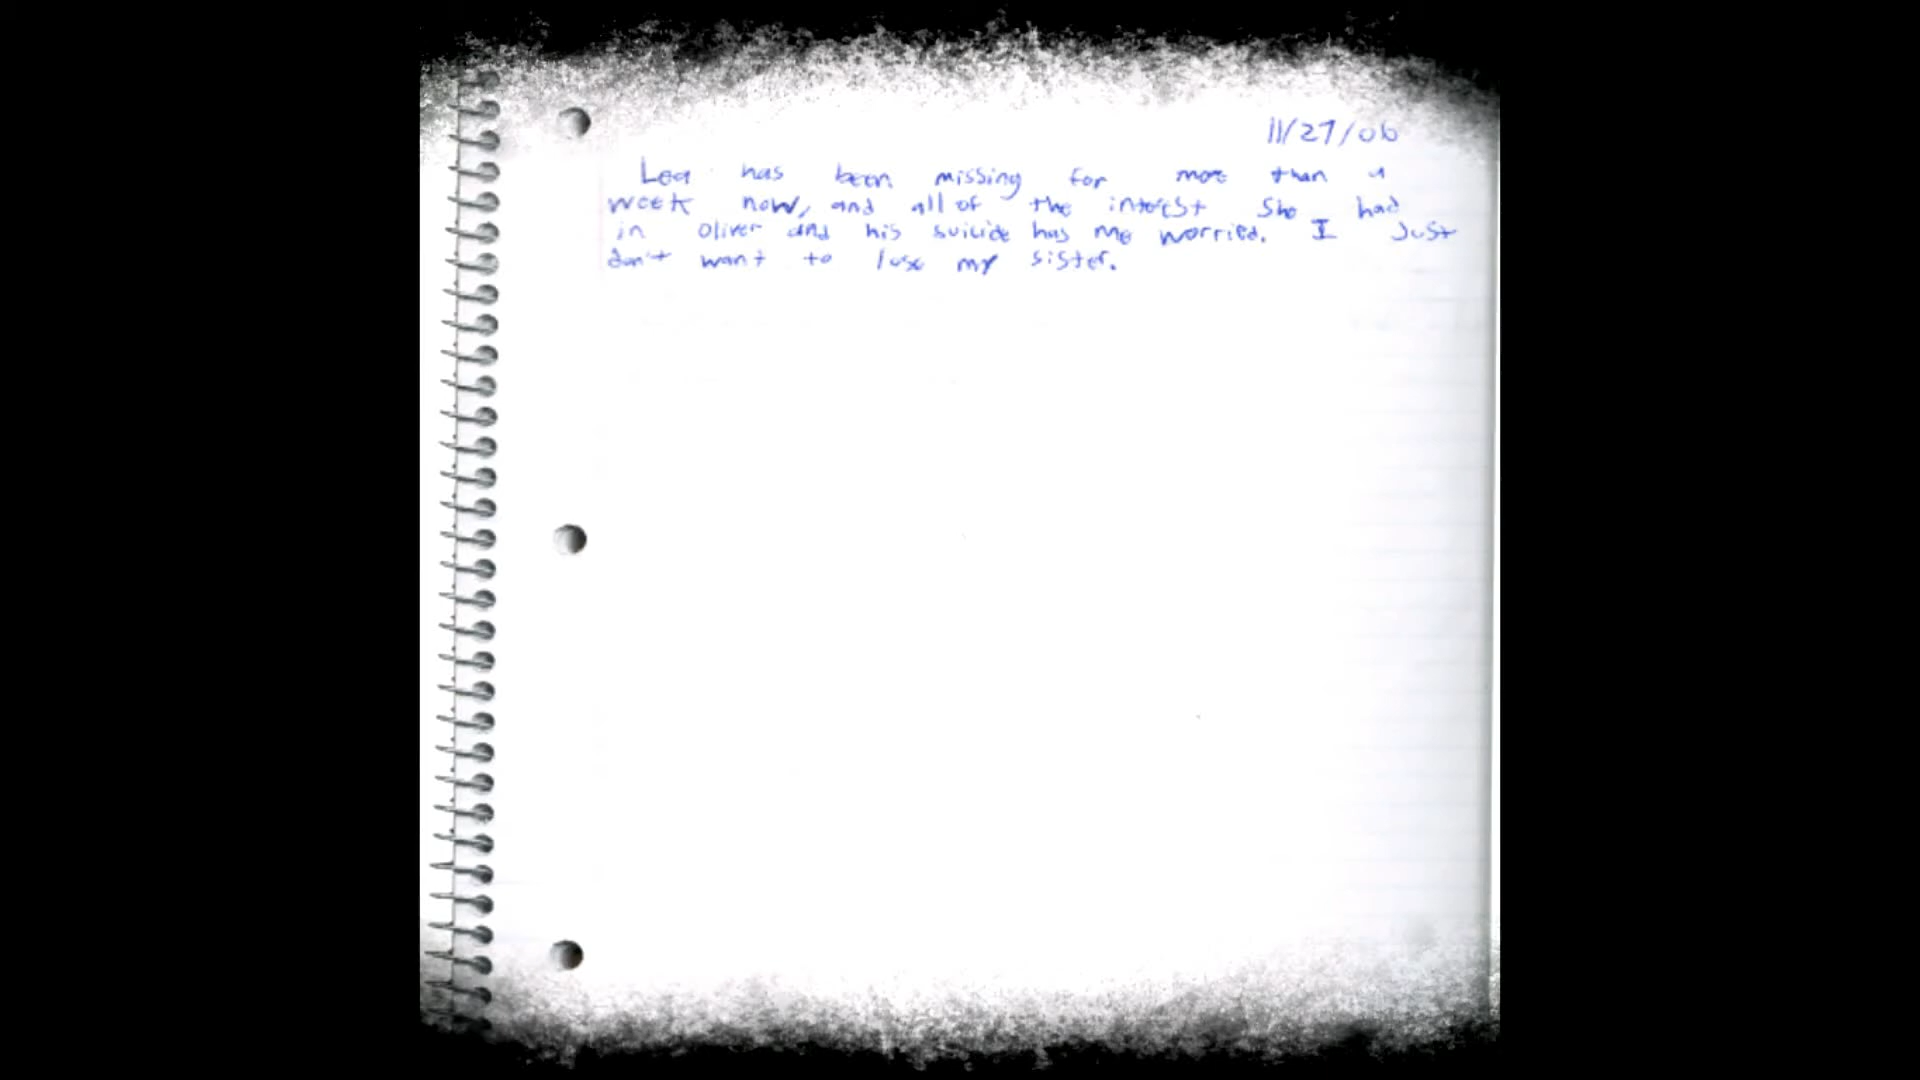 11/27/06
Lea has been missing for more than a
week now, and all of the interest she had
in oliver and his suicide has me worried. I Just
don't want to lose my sister.